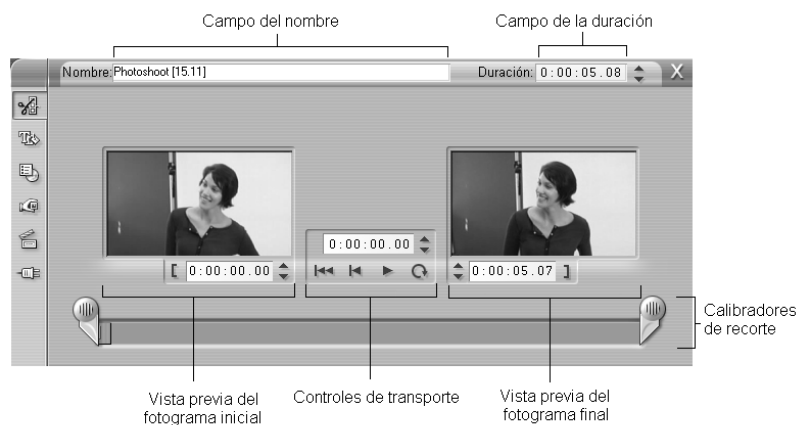 Campo del nombre
Campo de la duración
Nombre: Photoshoot [15.11]
Duración: 0:00:05.08
X
0:00:00.00
[ 0:00:00.00
0:00:05.07 ]
Calibradores
de recorte
Vista previa del
fotograma inicial
Controles de transporte
Vista previa del
fotograma final